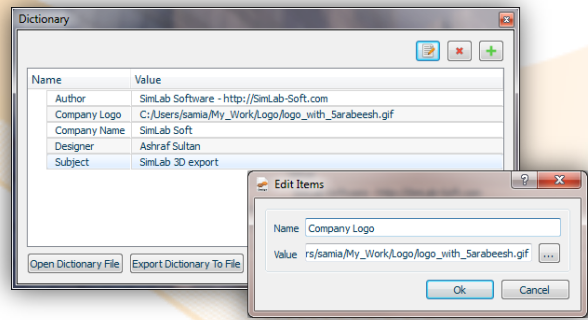 Dictionary
Name Value
Author SimLab Software - http://SimLab-Soft.com
Company Logo C:/Users/samia/My_Work/Logo/logo_with_5arabeesh.gif
Company Name SimLab Soft
Designer Ashraf Sultan
Subject SimLab 3D export
Open Dictionary File Export Dictionary To File
Edit Items
Name Company Logo
Value rs/samia/My_Work/Logo/logo_with_5arabeesh.gif ...
Ok Cancel